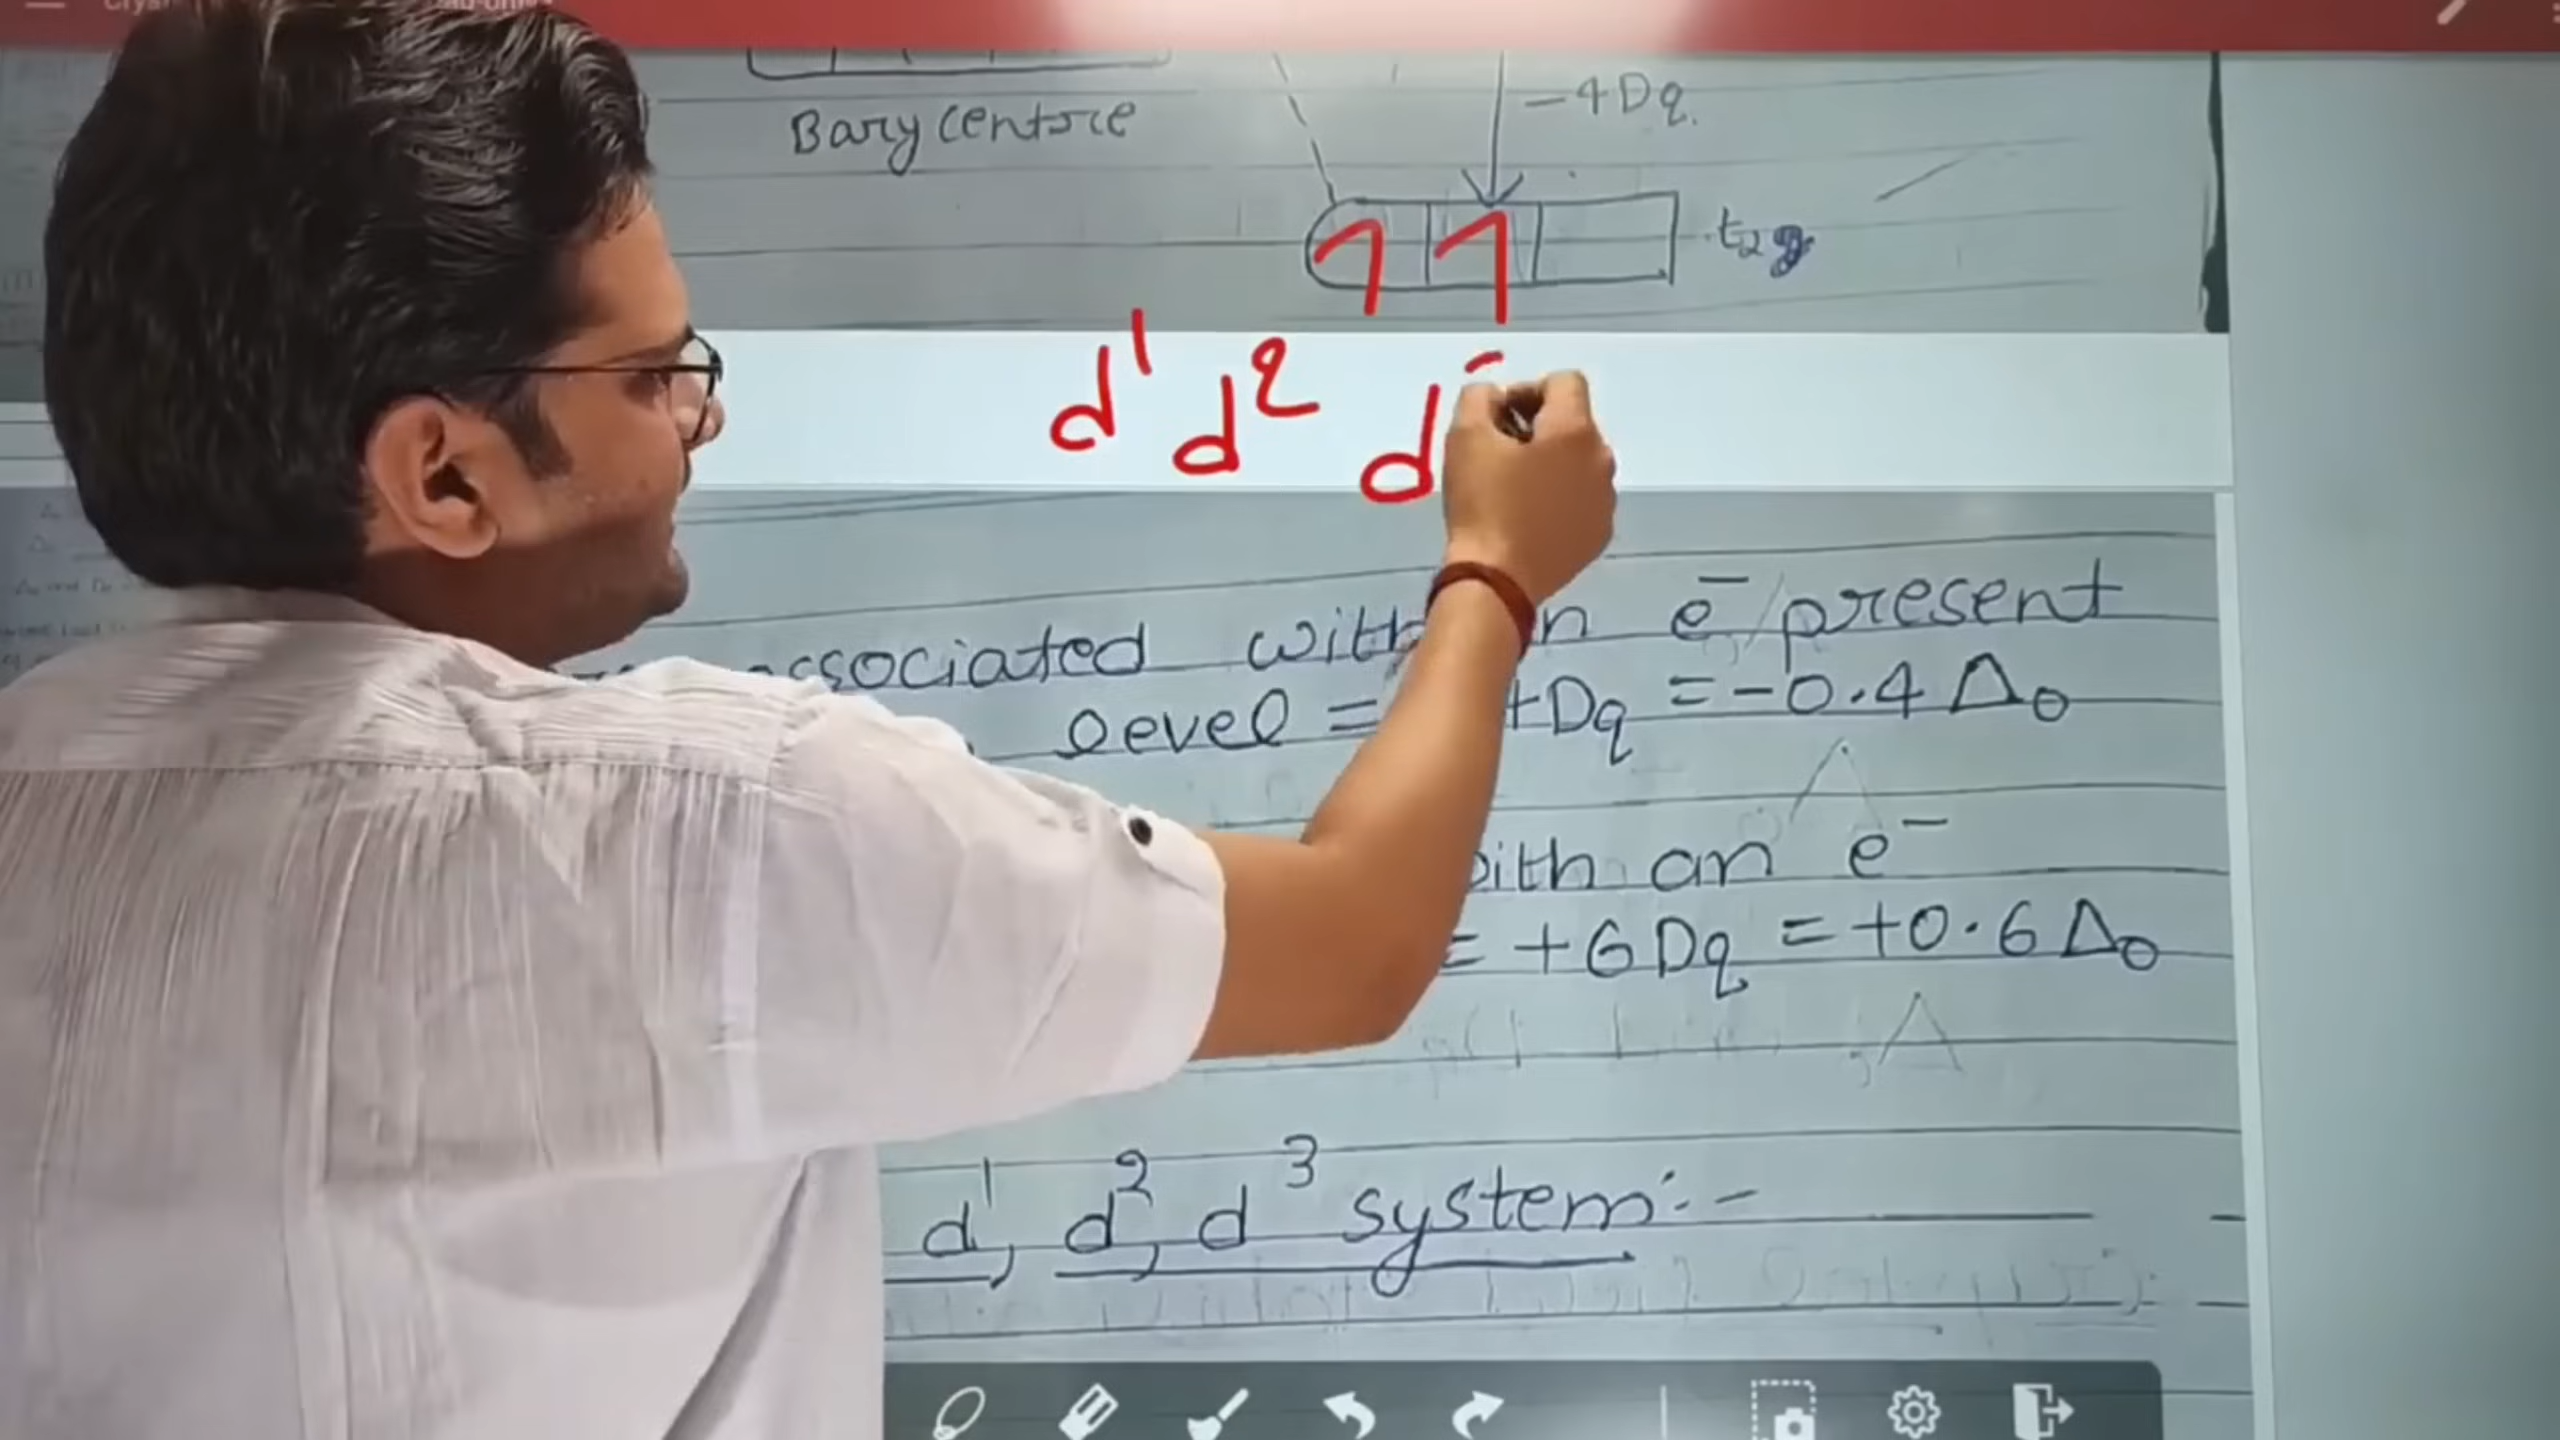 -4Dq.
Bary centre
t2g
d¹ d² d
associated with n e⁻ present
level = +Dq = -0.4 Δo
with an e⁻
= +6Dq = +0.6 Δo
d¹, d², d³ system:-